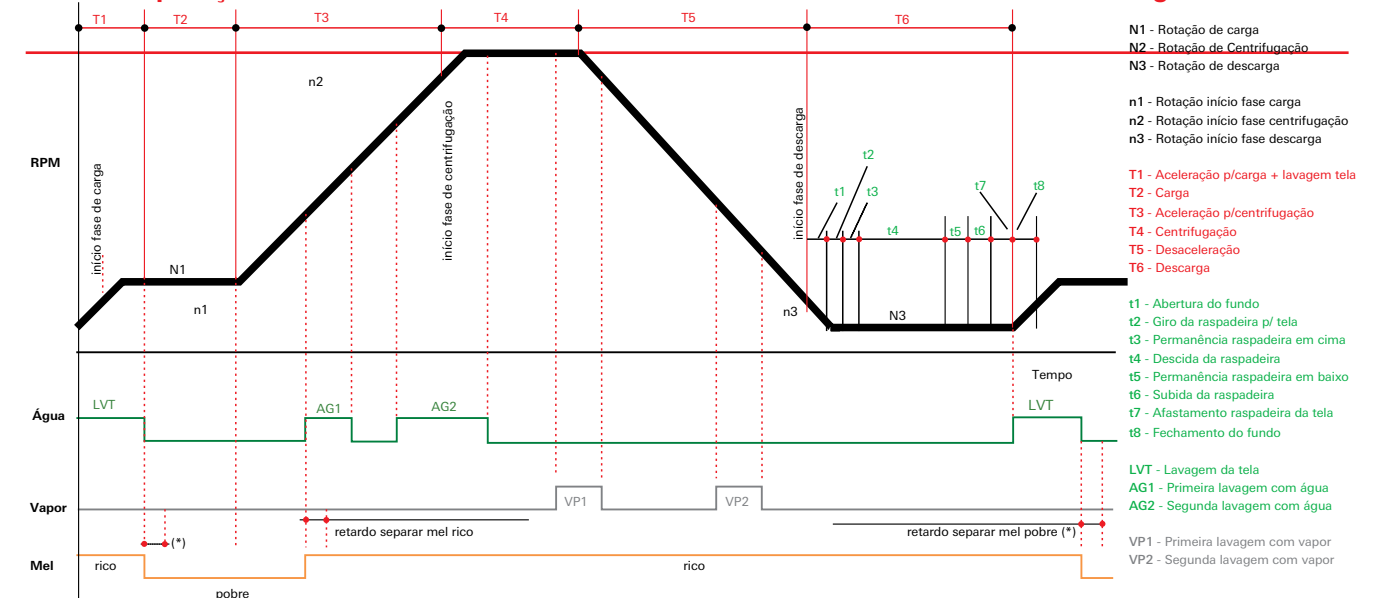 T1 T2 T3 T4 T5 T6
RPM
início fase de carga
N1
n1
n2
início fase de centrifugação
início fase de descarga
t1
t2
t3
t4
t5
t6
t7
t8
n3
N3
Tempo
Água
LVT
AG1
AG2
LVT
Vapor
VP1
VP2
(*)
retardo separar mel rico
retardo separar mel pobre (*)
Mel
rico
pobre
rico
N1 - Rotação de carga
N2 - Rotação de Centrifugação
N3 - Rotação de descarga
n1 - Rotação início fase carga
n2 - Rotação início fase centrifugação
n3 - Rotação início fase descarga
T1 - Aceleração p/carga + lavagem tela
T2 - Carga
T3 - Aceleração p/centrifugação
T4 - Centrifugação
T5 - Desaceleração
T6 - Descarga
t1 - Abertura do fundo
t2 - Giro da raspadeira p/ tela
t3 - Permanência raspadeira em cima
t4 - Descida da raspadeira
t5 - Permanência raspadeira em baixo
t6 - Subida da raspadeira
t7 - Afastamento raspadeira da tela
t8 - Fechamento do fundo
LVT - Lavagem da tela
AG1 - Primeira lavagem com água
AG2 - Segunda lavagem com água
VP1 - Primeira lavagem com vapor
VP2 - Segunda lavagem com vapor